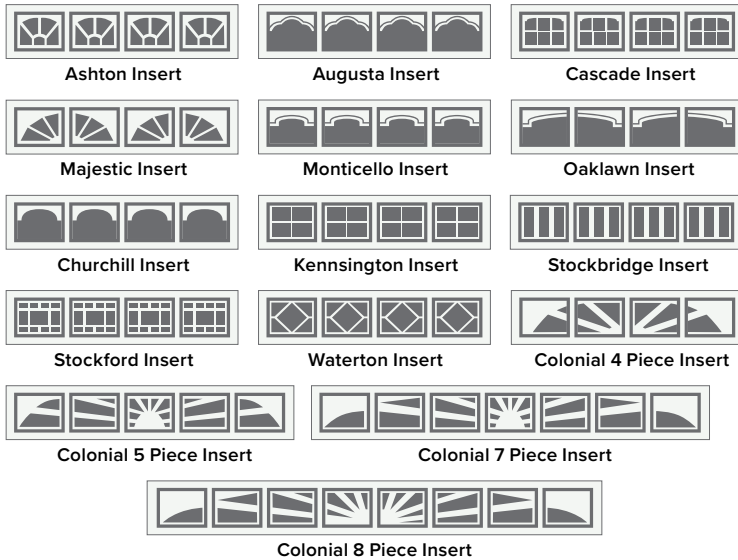 Ashton Insert
Augusta Insert
Cascade Insert
Majestic Insert
Monticello Insert
Oaklawn Insert
Churchill Insert
Kennsington Insert
Stockbridge Insert
Stockford Insert
Waterton Insert
Colonial 4 Piece Insert
Colonial 5 Piece Insert
Colonial 7 Piece Insert
Colonial 8 Piece Insert